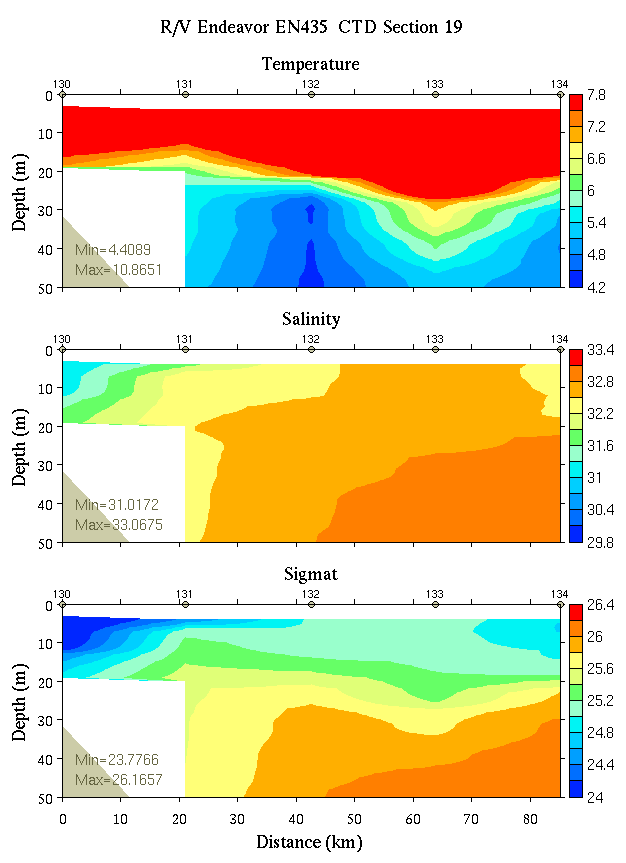 R/V Endeavor EN435 CTD Section 19
Temperature
130 131 132 133 134
0
10
20
30
40
50
Depth (m)
Min=4.4089
Max=10.8651
7.8
7.2
6.6
6
5.4
4.8
4.2
Salinity
130 131 132 133 134
0
10
20
30
40
50
Depth (m)
Min=31.0172
Max=33.0675
33.4
32.8
32.2
31.6
31
30.4
29.8
Sigmat
130 131 132 133 134
0
10
20
30
40
50
Depth (m)
Min=23.7766
Max=26.1657
26.4
26
25.6
25.2
24.8
24.4
24
0 10 20 30 40 50 60 70 80
Distance (km)